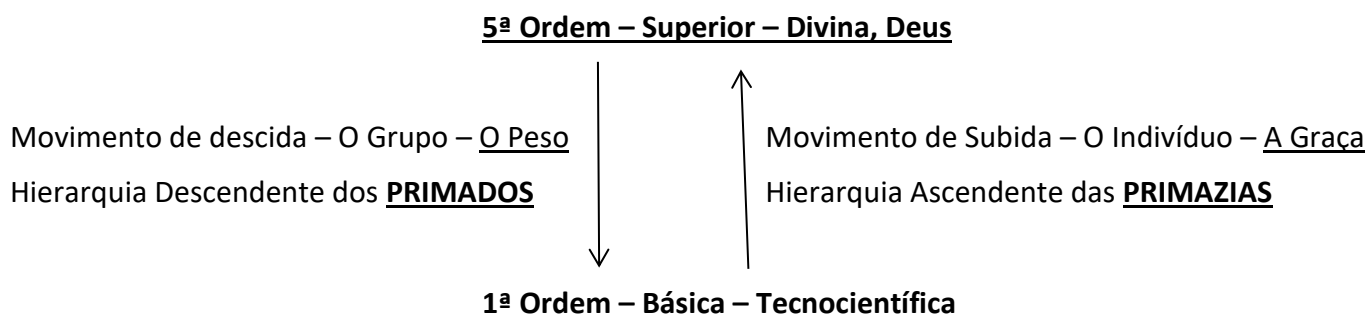 5ª Ordem – Superior – Divina, Deus
Movimento de descida – O Grupo – O Peso
Hierarquia Descendente dos PRIMADOS
Movimento de Subida – O Indivíduo – A Graça
Hierarquia Ascendente das PRIMAZIAS
1ª Ordem – Básica – Tecnocientífica